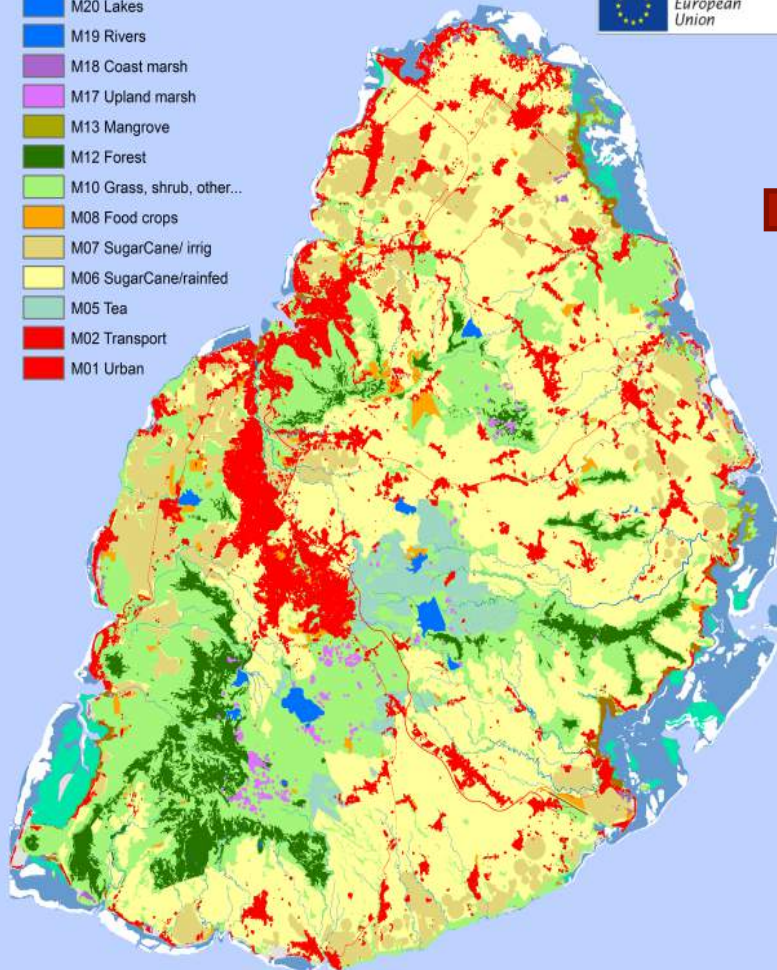 M20 Lakes
M19 Rivers
M18 Coast marsh
M17 Upland marsh
M13 Mangrove
M12 Forest
M10 Grass, shrub, other...
M08 Food crops
M07 SugarCane/ irrig
M06 SugarCane/rainfed
M05 Tea
M02 Transport
M01 Urban
European
Union